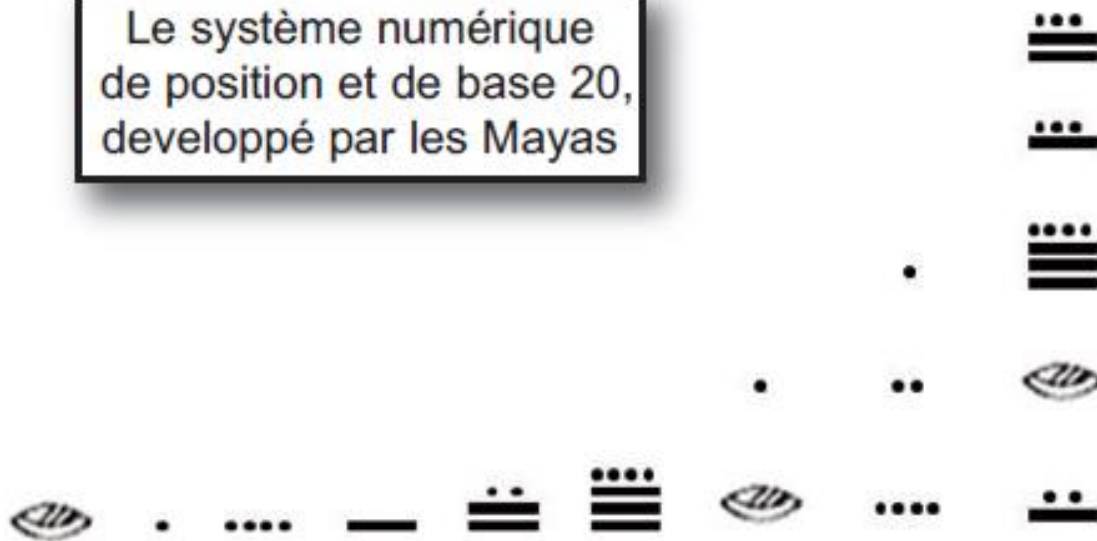 Le système numérique
de position et de base 20,
developpé par les Mayas